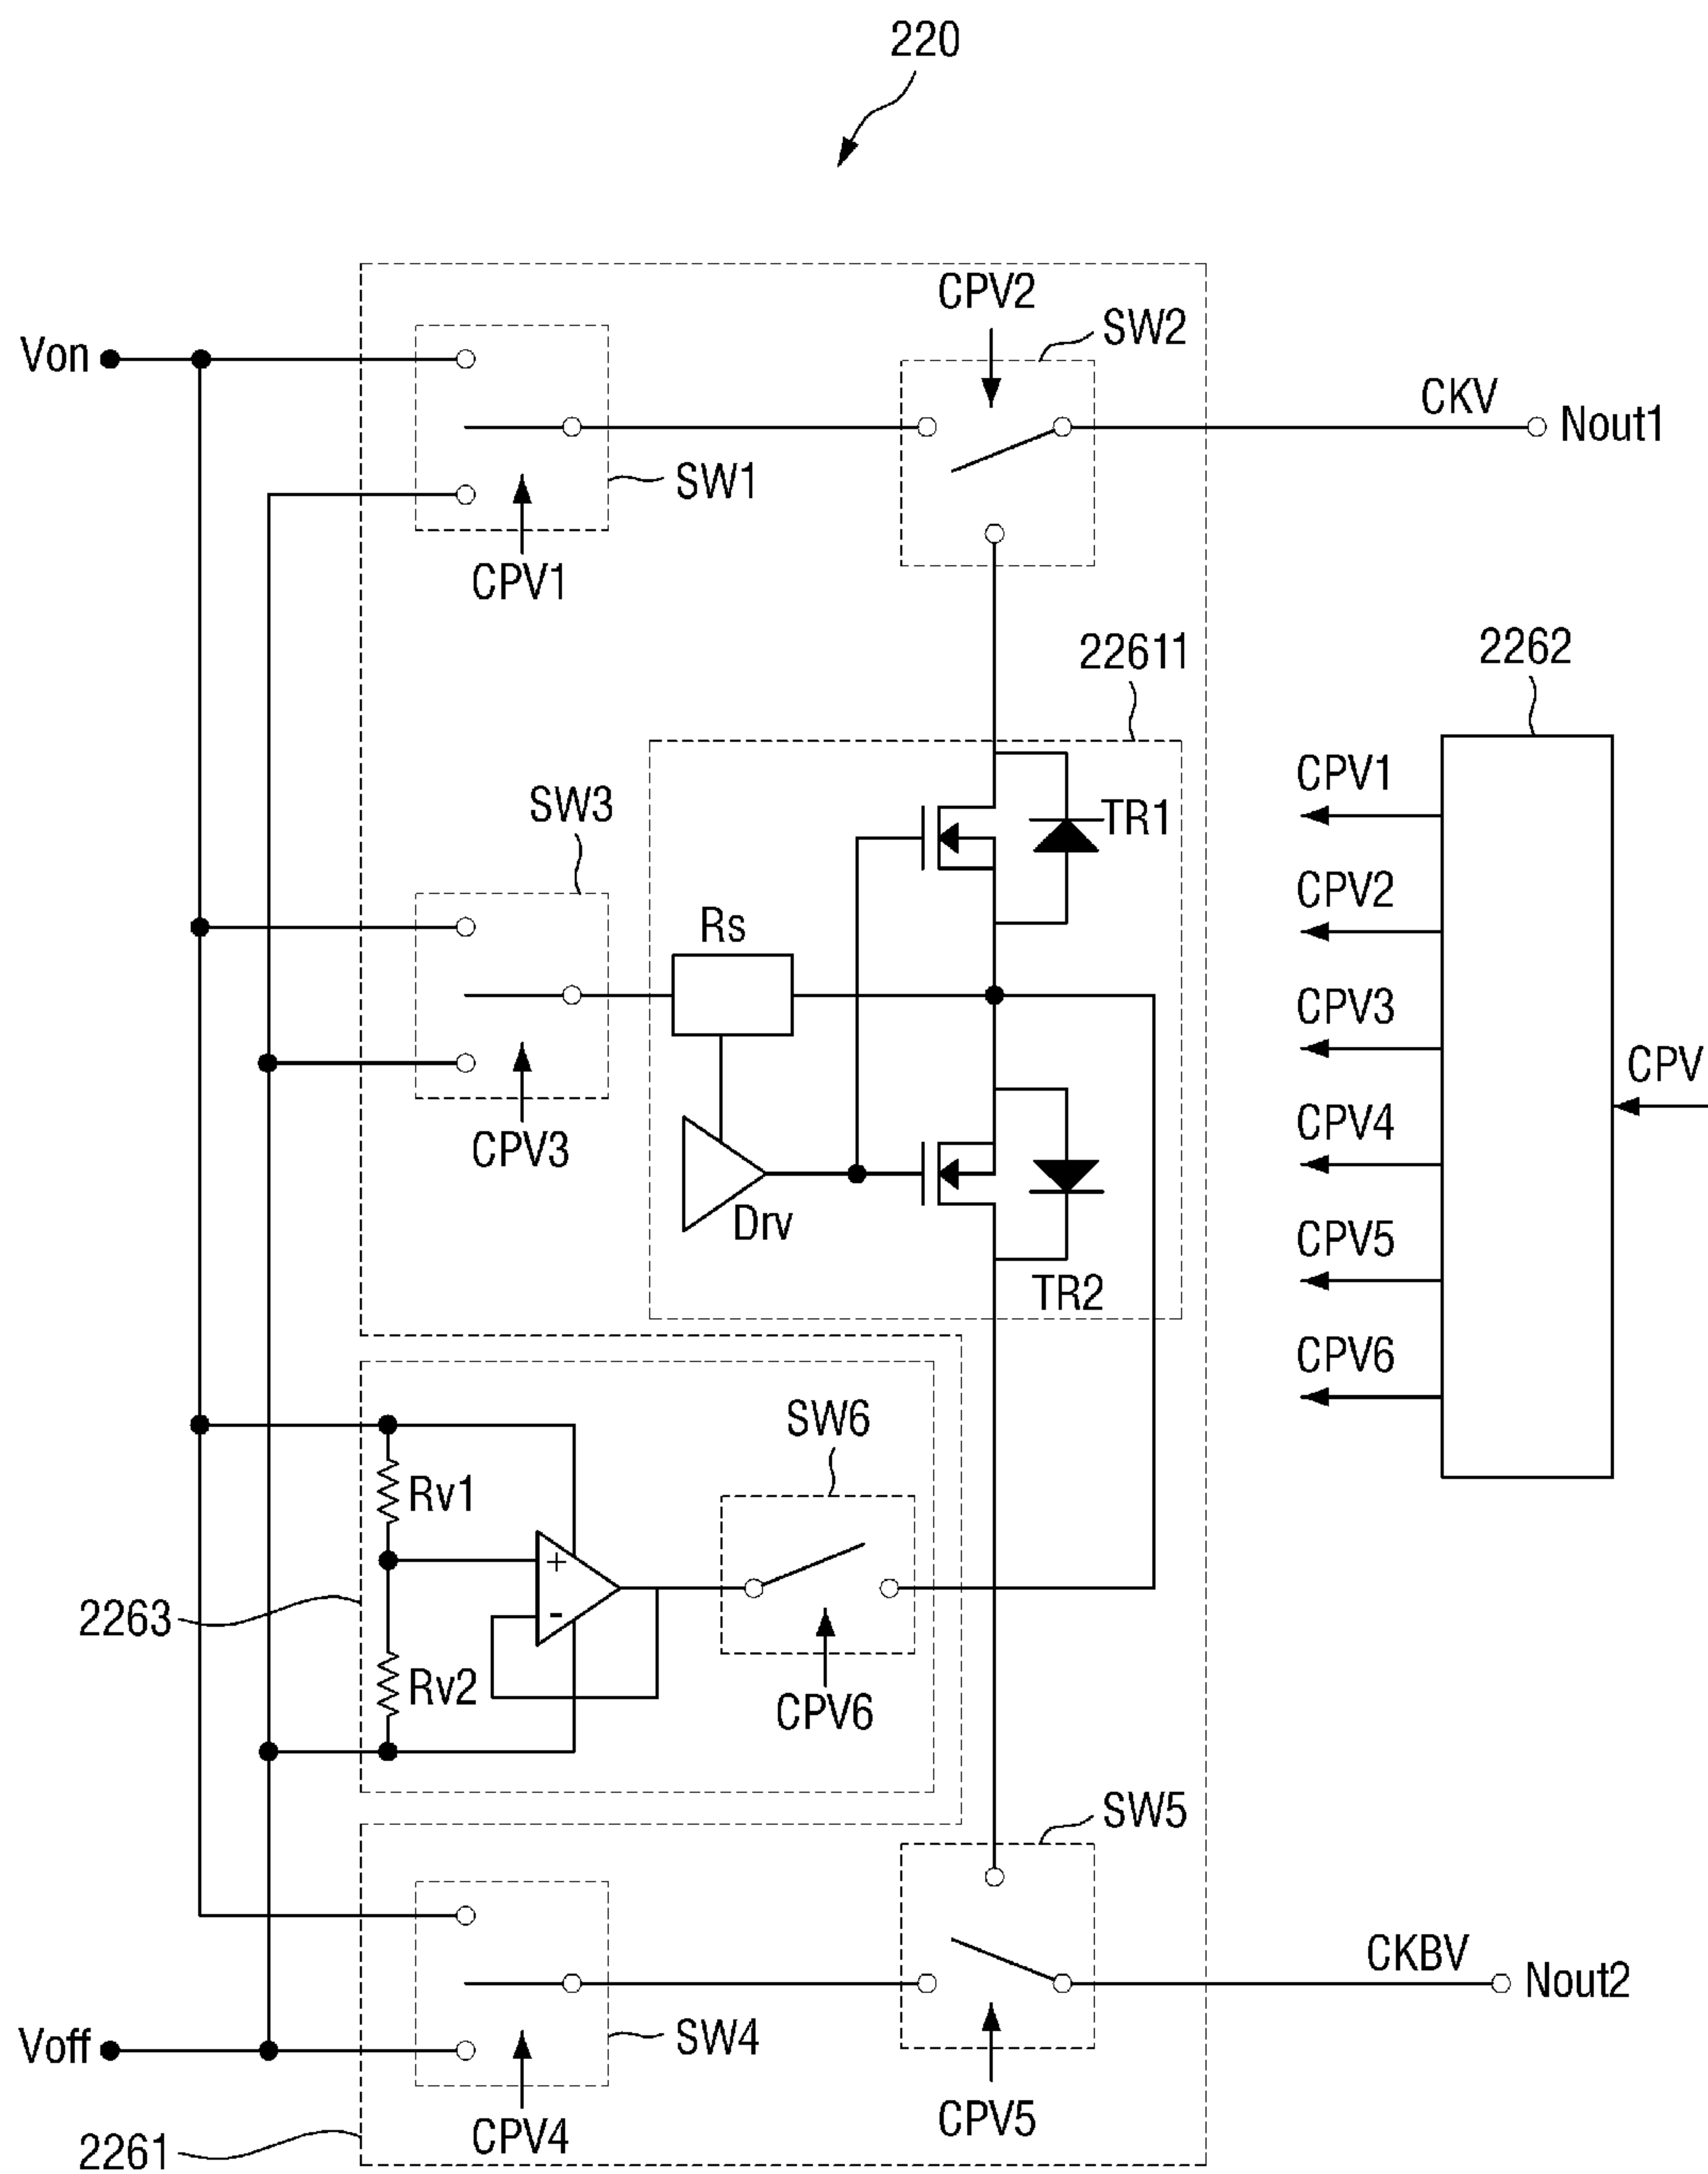 220
CPV2
SW2
Von
CKV
Nout1
SW1
CPV1
22611
2262
SW3
TR1
CPV1
CPV2
Rs
CPV3
CPV
CPV3
CPV4
Drv
CPV5
TR2
CPV6
SW6
Rv1
+
2263
-
Rv2
CPV6
SW5
CKBV
Nout2
Voff
SW4
CPV4
CPV5
2261